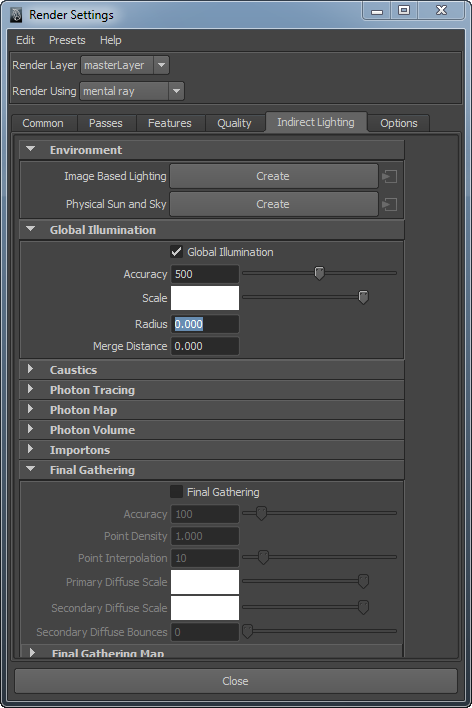 Render Settings
Edit Presets Help
Render Layer masterLayer
Render Using mental ray
Common Passes Features Quality Indirect Lighting Options
Environment
Image Based Lighting Create
Physical Sun and Sky Create
Global Illumination
Global Illumination
Accuracy 500
Scale
Radius 0.000
Merge Distance 0.000
Caustics
Photon Tracing
Photon Map
Photon Volume
Importons
Final Gathering
Final Gathering
Accuracy 100
Point Density 1.000
Point Interpolation 10
Primary Diffuse Scale
Secondary Diffuse Scale
Secondary Diffuse Bounces 0
Final Gathering Map
Close